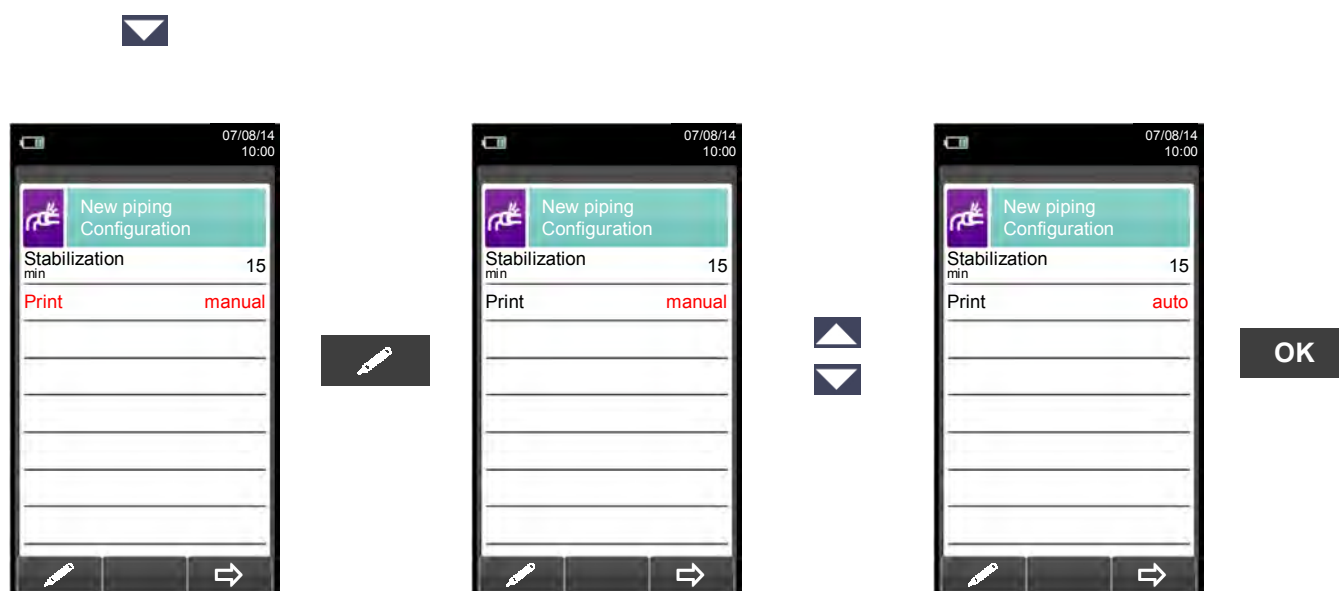 07/08/14
10:00
New piping
Configuration
Stabilization
min
15
Print manual
07/08/14
10:00
New piping
Configuration
Stabilization
min
15
Print manual
07/08/14
10:00
New piping
Configuration
Stabilization
min
15
Print auto
OK